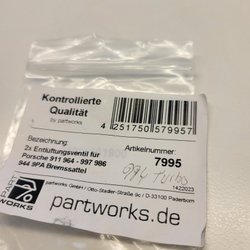 Kontrollierte
Qualität
by partworks
4 251750 579957
Bezeichnung:
Artikelnummer
2x Entlüftungsventil für
Porsche 911 964 - 997 986
944 9PA Bremssattel
7995
944 turbo
PART
WORKS
partworks GmbH / Otto-Stadler-Straße 9c / D-33100 Paderborn
1422023
partworks.de